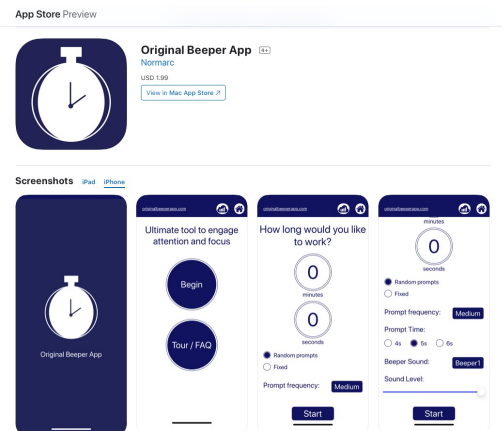 App Store Preview
Original Beeper App 4+
Normarc
USD 1.99
View in Mac App Store ↗
Screenshots iPad iPhone
Original Beeper App
originalbeeperapp.com
Ultimate tool to engage
attention and focus
Begin
Tour / FAQ
originalbeeperapp.com
How long would you like
to work?
0
minutes
0
seconds
Random prompts
Fixed
Prompt frequency: Medium
Start
originalbeeperapp.com
minutes
0
seconds
Random prompts
Fixed
Prompt frequency: Medium
Prompt Time:
4s 5s 6s
Beeper Sound: Beeper1
Sound Level:
Start